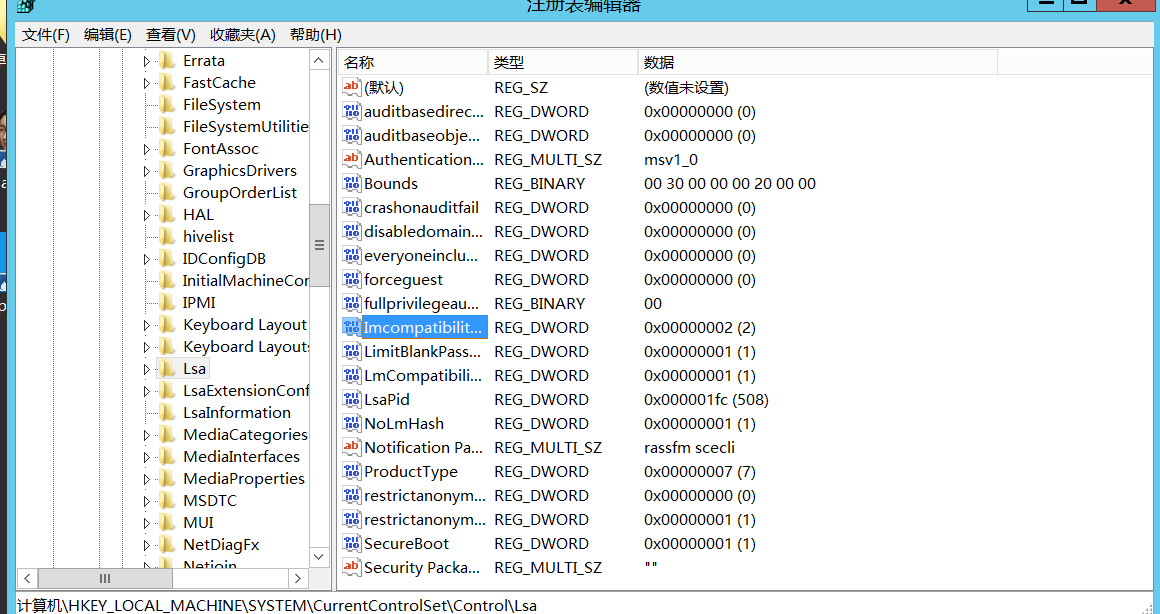 注册表编辑器
文件(F) 编辑(E) 查看(V) 收藏夹(A) 帮助(H)
Errata
FastCache
FileSystem
FileSystemUtilitie
FontAssoc
GraphicsDrivers
GroupOrderList
HAL
hivelist
IDConfigDB
InitialMachineCor
IPMI
Keyboard Layout
Keyboard Layouts
Lsa
LsaExtensionConf
LsaInformation
MediaCategories
MediaInterfaces
MediaProperties
MSDTC
MUI
NetDiagFx
Netjoin
名称 类型 数据
(默认) REG_SZ (数值未设置)
auditbasedirec... REG_DWORD 0x00000000 (0)
auditbaseobje... REG_DWORD 0x00000000 (0)
Authentication... REG_MULTI_SZ msv1_0
Bounds REG_BINARY 00 30 00 00 00 20 00 00
crashonauditfail REG_DWORD 0x00000000 (0)
disabledomain... REG_DWORD 0x00000000 (0)
everyoneinclu... REG_DWORD 0x00000000 (0)
forceguest REG_DWORD 0x00000000 (0)
fullprivilegeau... REG_BINARY 00
Imcompatibilit... REG_DWORD 0x00000002 (2)
LimitBlankPass... REG_DWORD 0x00000001 (1)
LmCompatibili... REG_DWORD 0x00000001 (1)
LsaPid REG_DWORD 0x000001fc (508)
NoLmHash REG_DWORD 0x00000001 (1)
Notification Pa... REG_MULTI_SZ rassfm scecli
ProductType REG_DWORD 0x00000007 (7)
restrictanonym... REG_DWORD 0x00000000 (0)
restrictanonym... REG_DWORD 0x00000001 (1)
SecureBoot REG_DWORD 0x00000001 (1)
Security Packa... REG_MULTI_SZ ""
计算机\HKEY_LOCAL_MACHINE\SYSTEM\CurrentControlSet\Control\Lsa